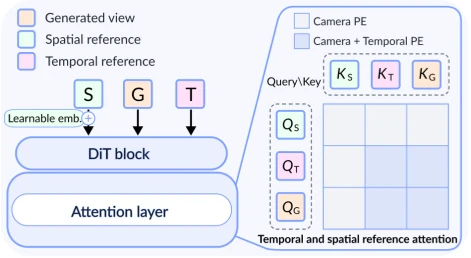 Generated view
Spatial reference
Temporal reference
S
G
T
Learnable emb.
+
DiT block
Attention layer
Camera PE
Camera + Temporal PE
Query\Key
K_S
K_T
K_G
Q_S
Q_T
Q_G
Temporal and spatial reference attention